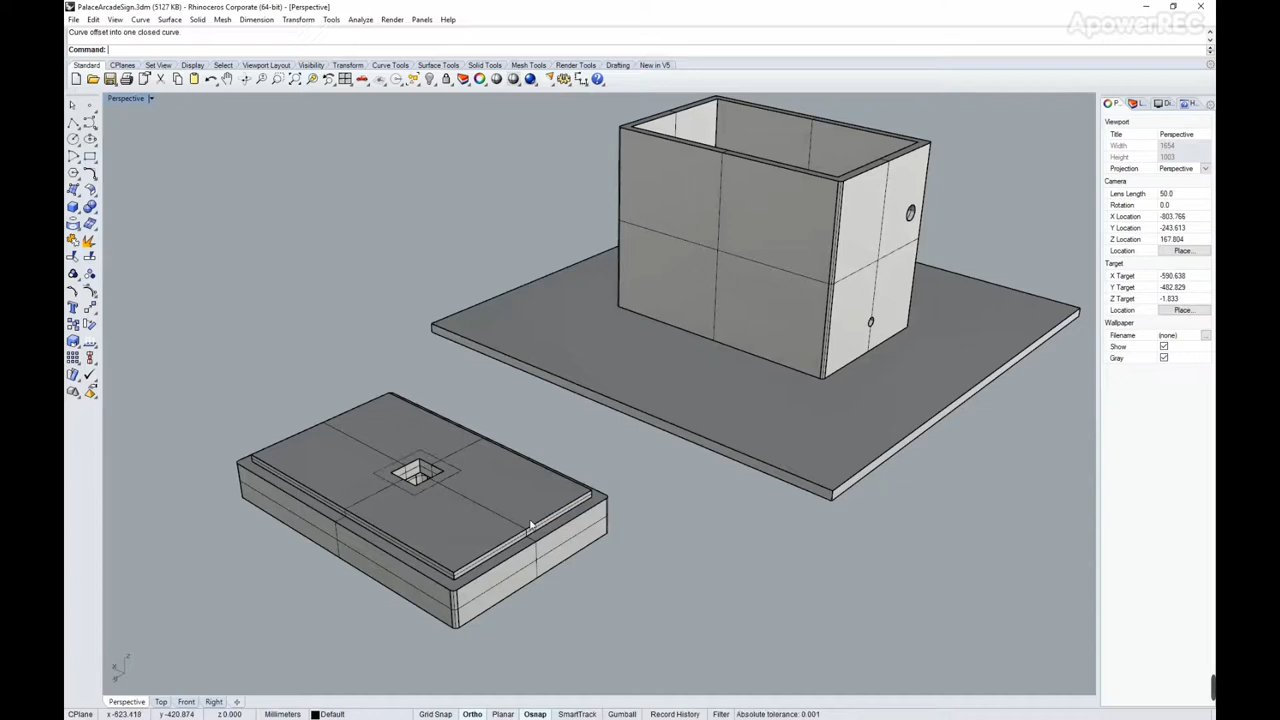 PalaceArcadeSign.3dm (5127 KB) - Rhinoceros Corporate (64-bit) - [Perspective]
File Edit View Curve Surface Solid Mesh Dimension Transform Tools Analyze Render Panels Help
ApowerREC
Curve offset into one closed curve.
Command:
Standard CPlanes Set View Display Select Viewport Layout Visibility Transform Curve Tools Surface Tools Solid Tools Mesh Tools Render Tools Drafting New in V5
Perspective
P... L... Di... H...
Viewport
Title Perspective
Width 1654
Height 1003
Projection Perspective
Camera
Lens Length 50.0
Rotation 0.0
X Location -803.766
Y Location -243.613
Z Location 167.804
Location Place...
Target
X Target -590.638
Y Target -482.829
Z Target -1.833
Location Place...
Wallpaper
Filename (none) ...
Show
Gray
z
x
y
Perspective Top Front Right
CPlane x -623.418 y -420.874 z 0.000 Millimeters Default Grid Snap Ortho Planar Osnap SmartTrack Gumball Record History Filter Absolute tolerance: 0.001